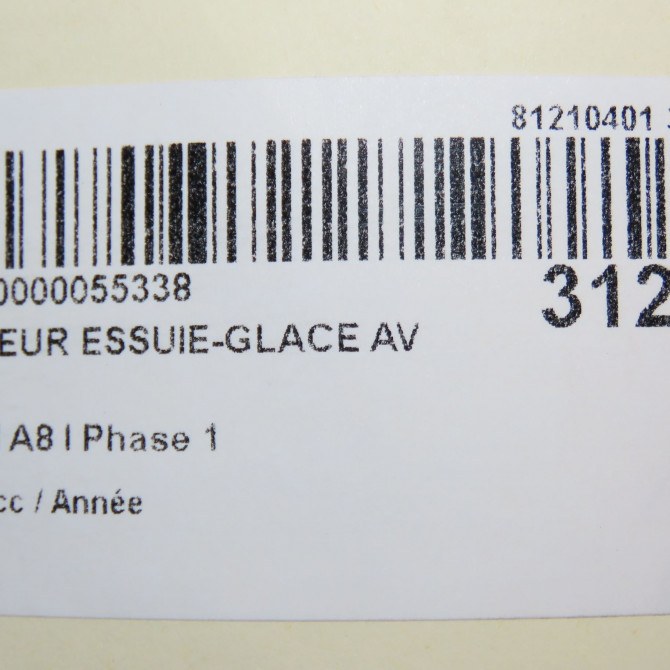 81210401
0000055338
312
EUR ESSUIE-GLACE AV
A8 I Phase 1
cc / Année